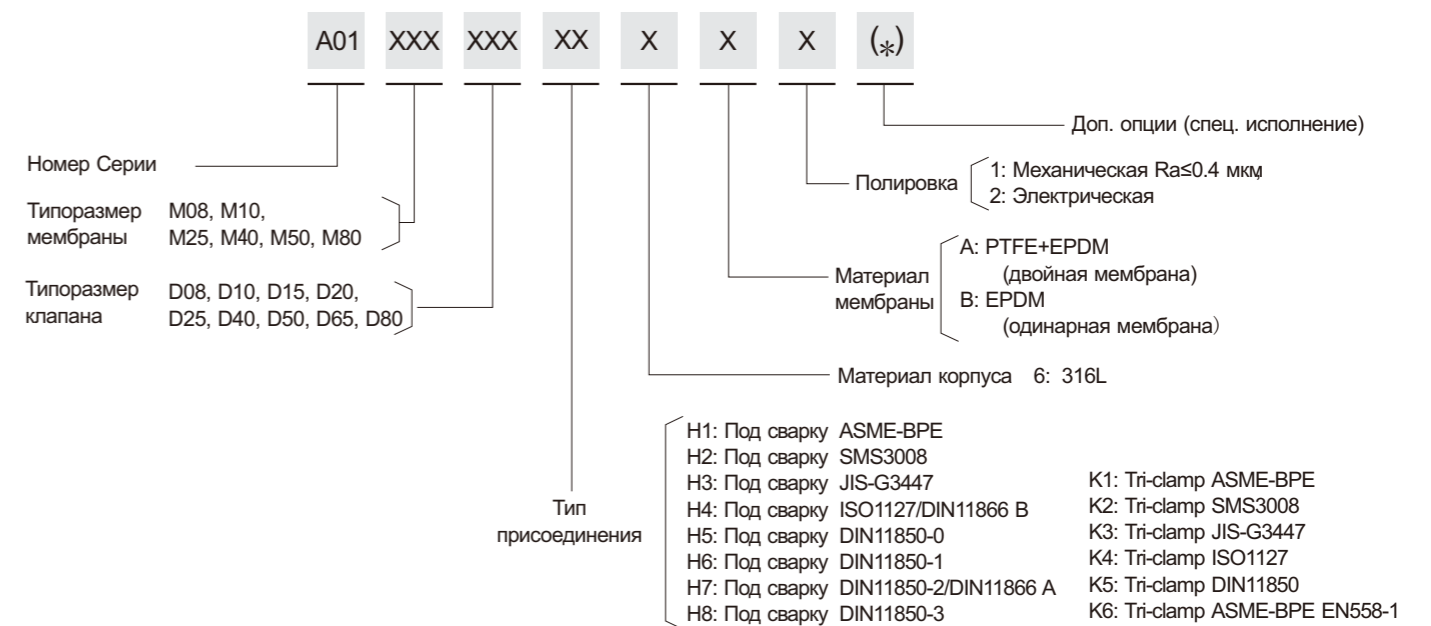 A01 XXX XXX XX X X X (*)
Доп. опции (спец. исполнение)
Номер Серии
Полировка
1: Механическая Ra≤0.4 мкм
2: Электрическая
Типоразмер
мембраны
M08, M10,
M25, M40, M50, M80
Материал
мембраны
A: PTFE+EPDM
(двойная мембрана)
B: EPDM
(одинарная мембрана)
Типоразмер
клапана
D08, D10, D15, D20,
D25, D40, D50, D65, D80
Материал корпуса 6: 316L
Тип
присоединения
H1: Под сварку ASME-BPE
H2: Под сварку SMS3008
H3: Под сварку JIS-G3447
H4: Под сварку ISO1127/DIN11866 B
H5: Под сварку DIN11850-0
H6: Под сварку DIN11850-1
H7: Под сварку DIN11850-2/DIN11866 A
H8: Под сварку DIN11850-3
K1: Tri-clamp ASME-BPE
K2: Tri-clamp SMS3008
K3: Tri-clamp JIS-G3447
K4: Tri-clamp ISO1127
K5: Tri-clamp DIN11850
K6: Tri-clamp ASME-BPE EN558-1